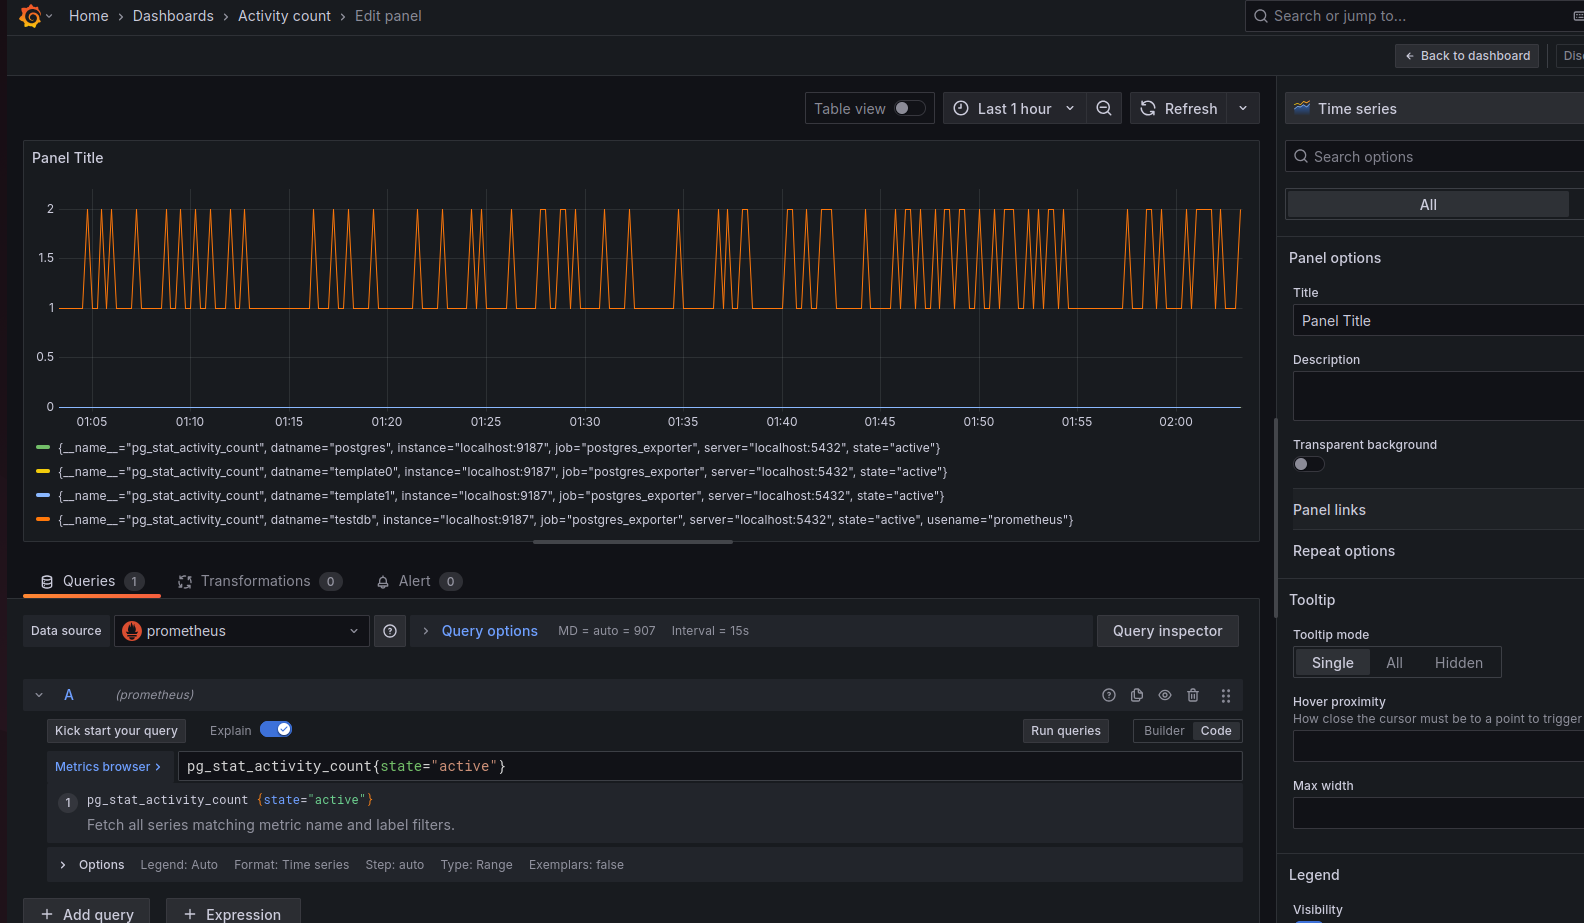 Home › Dashboards › Activity count › Edit panel
Search or jump to...
Back to dashboard
Table view
Last 1 hour
Refresh
Time series
Search options
All
Panel Title
2
1.5
1
0.5
0
01:05 01:10 01:15 01:20 01:25 01:30 01:35 01:40 01:45 01:50 01:55 02:00
{__name__="pg_stat_activity_count", datname="postgres", instance="localhost:9187", job="postgres_exporter", server="localhost:5432", state="active"}
{__name__="pg_stat_activity_count", datname="template0", instance="localhost:9187", job="postgres_exporter", server="localhost:5432", state="active"}
{__name__="pg_stat_activity_count", datname="template1", instance="localhost:9187", job="postgres_exporter", server="localhost:5432", state="active"}
{__name__="pg_stat_activity_count", datname="testdb", instance="localhost:9187", job="postgres_exporter", server="localhost:5432", state="active", usename="prometheus"}
Queries 1
Transformations 0
Alert 0
Data source
prometheus
Query options MD = auto = 907 Interval = 15s
Query inspector
A (prometheus)
Kick start your query
Explain
Run queries
Builder Code
Metrics browser >
pg_stat_activity_count{state="active"}
1 pg_stat_activity_count {state="active"}
Fetch all series matching metric name and label filters.
Options Legend: Auto Format: Time series Step: auto Type: Range Exemplars: false
+ Add query
+ Expression
Panel options
Title
Panel Title
Description
Transparent background
Panel links
Repeat options
Tooltip
Tooltip mode
Single All Hidden
Hover proximity
How close the cursor must be to a point to trigger
Max width
Legend
Visibility